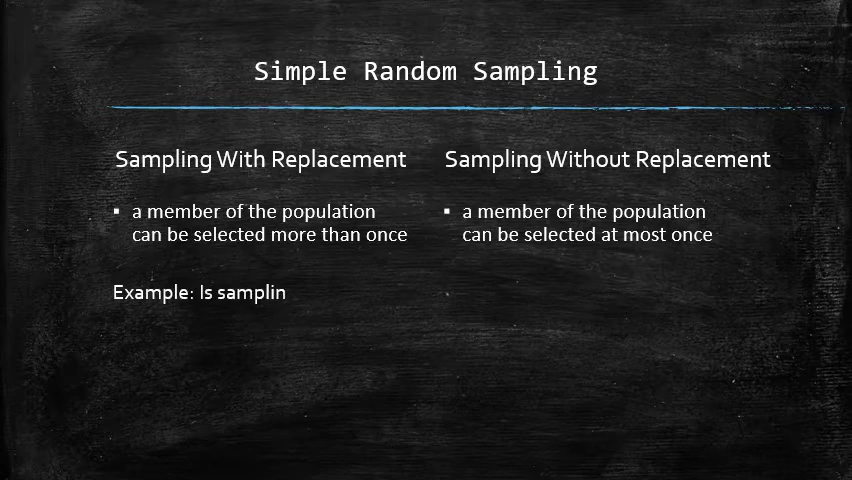 Simple Random Sampling
Sampling With Replacement
▪ a member of the population
can be selected more than once
Sampling Without Replacement
▪ a member of the population
can be selected at most once
Example: Is samplin